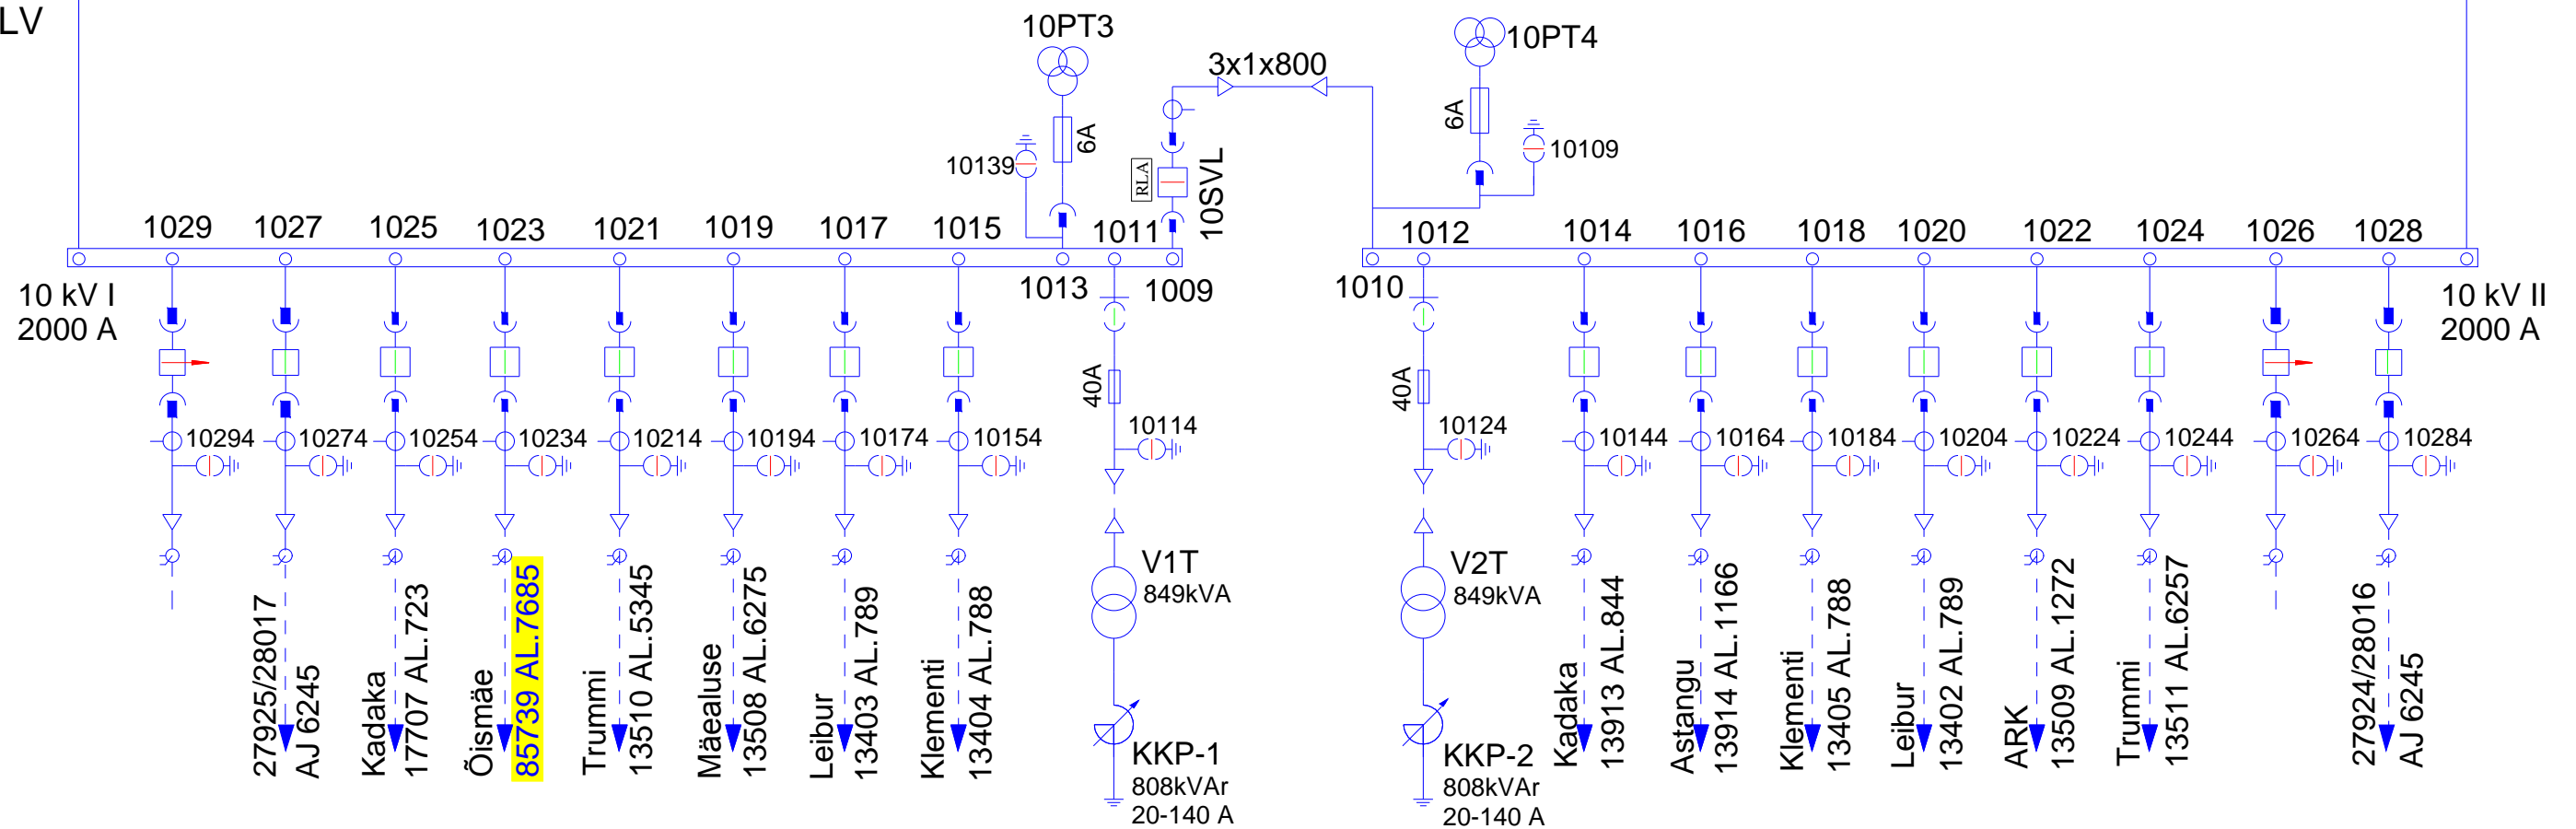 LV
10PT3
10PT4
3x1x800
6A
6A
10139
10109
RLA
10SVL
1029
1027
1025
1023
1021
1019
1017
1015
1011
1012
1014
1016
1018
1020
1022
1024
1026
1028
1013
1009
1010
10 kV I
2000 A
10 kV II
2000 A
40A
40A
10114
10124
10294
10274
10254
10234
10214
10194
10174
10154
10144
10164
10184
10204
10224
10244
10264
10284
V1T
849kVA
V2T
849kVA
27925/28017
AJ 6245
Kadaka
17707 AL.723
Õismäe
85739 AL.7685
Trummi
13510 AL.5345
Mäealuse
13508 AL.6275
Leibur
13403 AL.789
Klementi
13404 AL.788
KKP-1
808kVAr
20-140 A
KKP-2
808kVAr
20-140 A
Kadaka
13913 AL.844
Astangu
13914 AL.1166
Klementi
13405 AL.788
Leibur
13402 AL.789
ARK
13509 AL.1272
Trummi
13511 AL.6257
27924/28016
AJ 6245